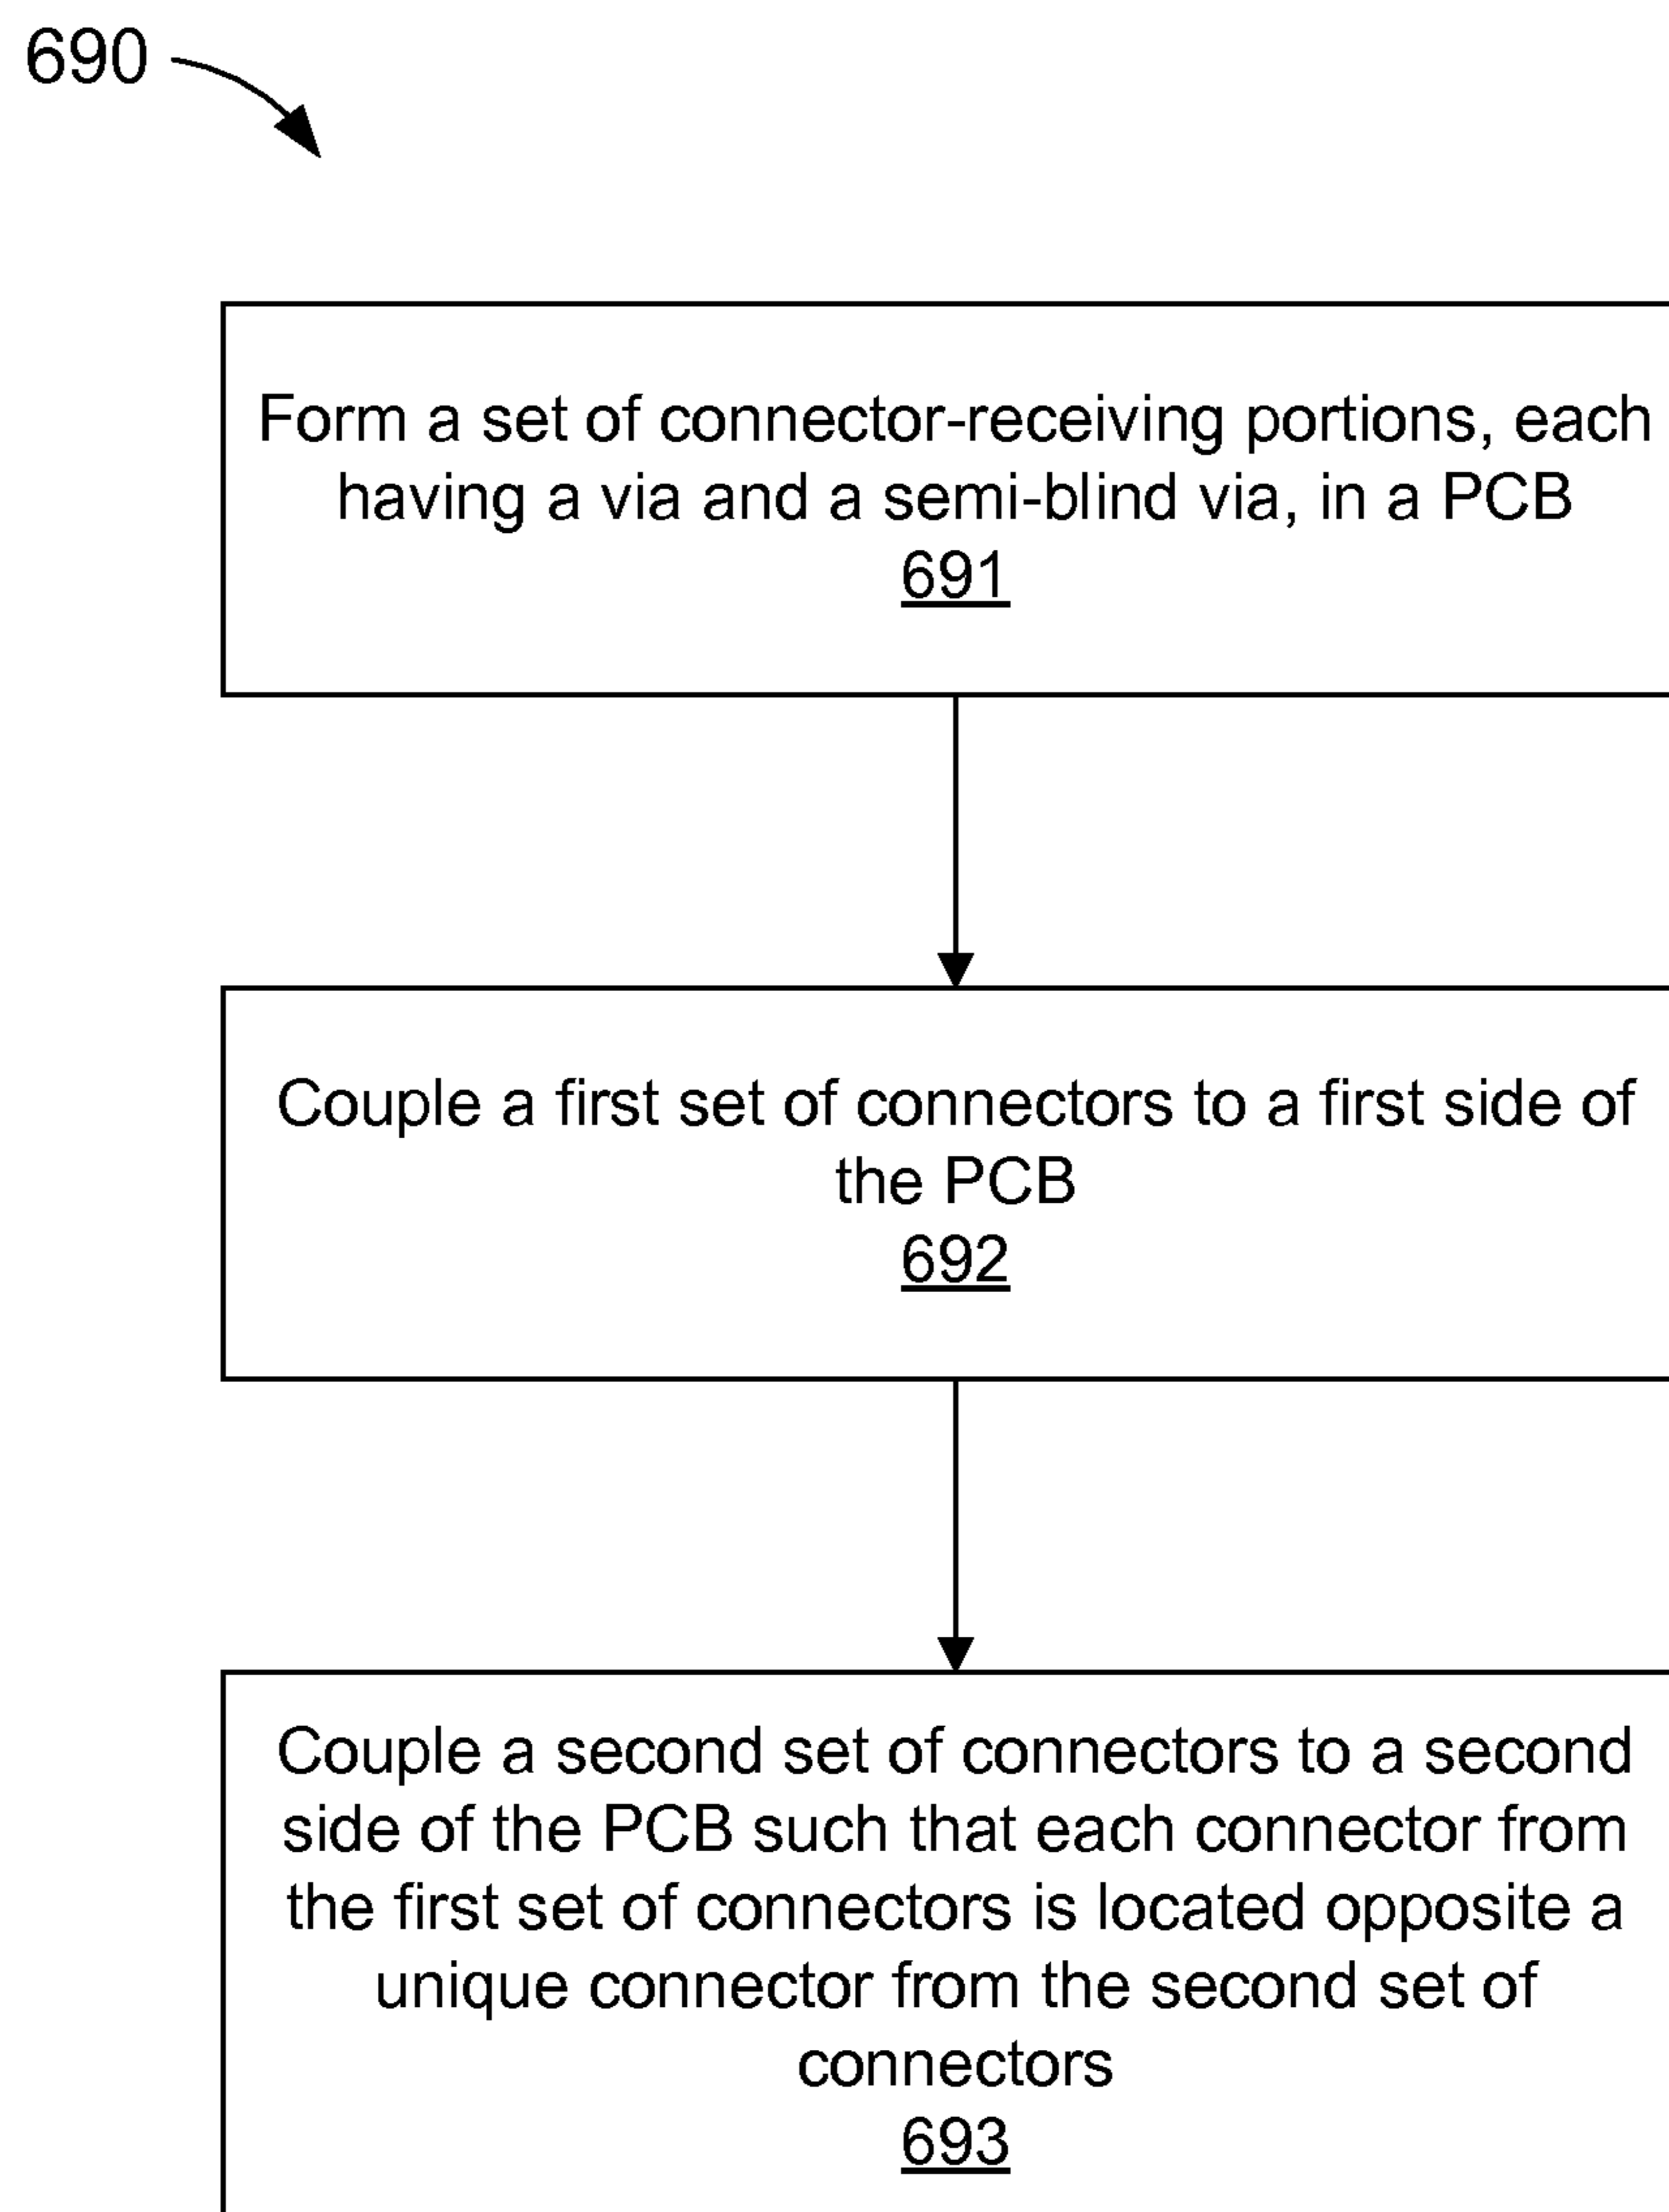 690
Form a set of connector-receiving portions, each
having a via and a semi-blind via, in a PCB
691
Couple a first set of connectors to a first side of
the PCB
692
Couple a second set of connectors to a second
side of the PCB such that each connector from
the first set of connectors is located opposite a
unique connector from the second set of
connectors
693